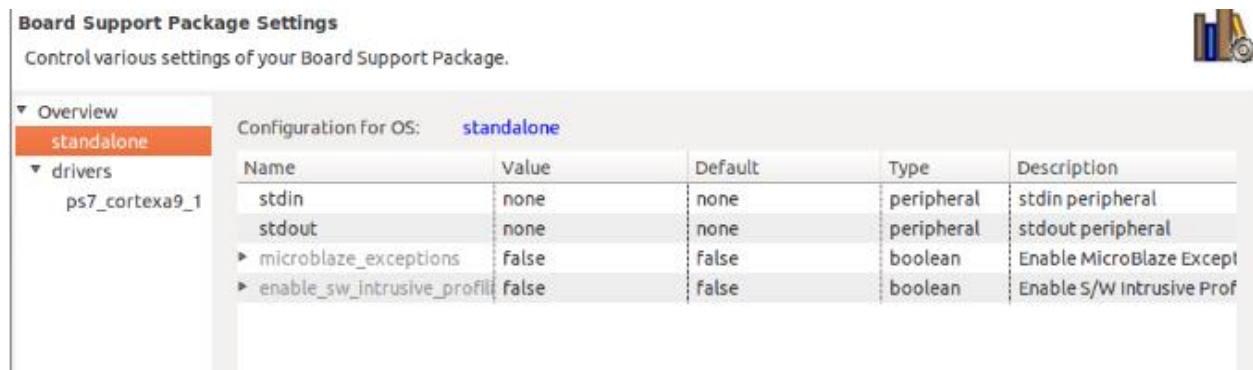 Board Support Package Settings
Control various settings of your Board Support Package.
Overview
standalone
drivers
ps7_cortexa9_1
Configuration for OS: standalone
Name Value Default Type Description
stdin none none peripheral stdin peripheral
stdout none none peripheral stdout peripheral
microblaze_exceptions false false boolean Enable MicroBlaze Except
enable_sw_intrusive_profili false false boolean Enable S/W Intrusive Prof